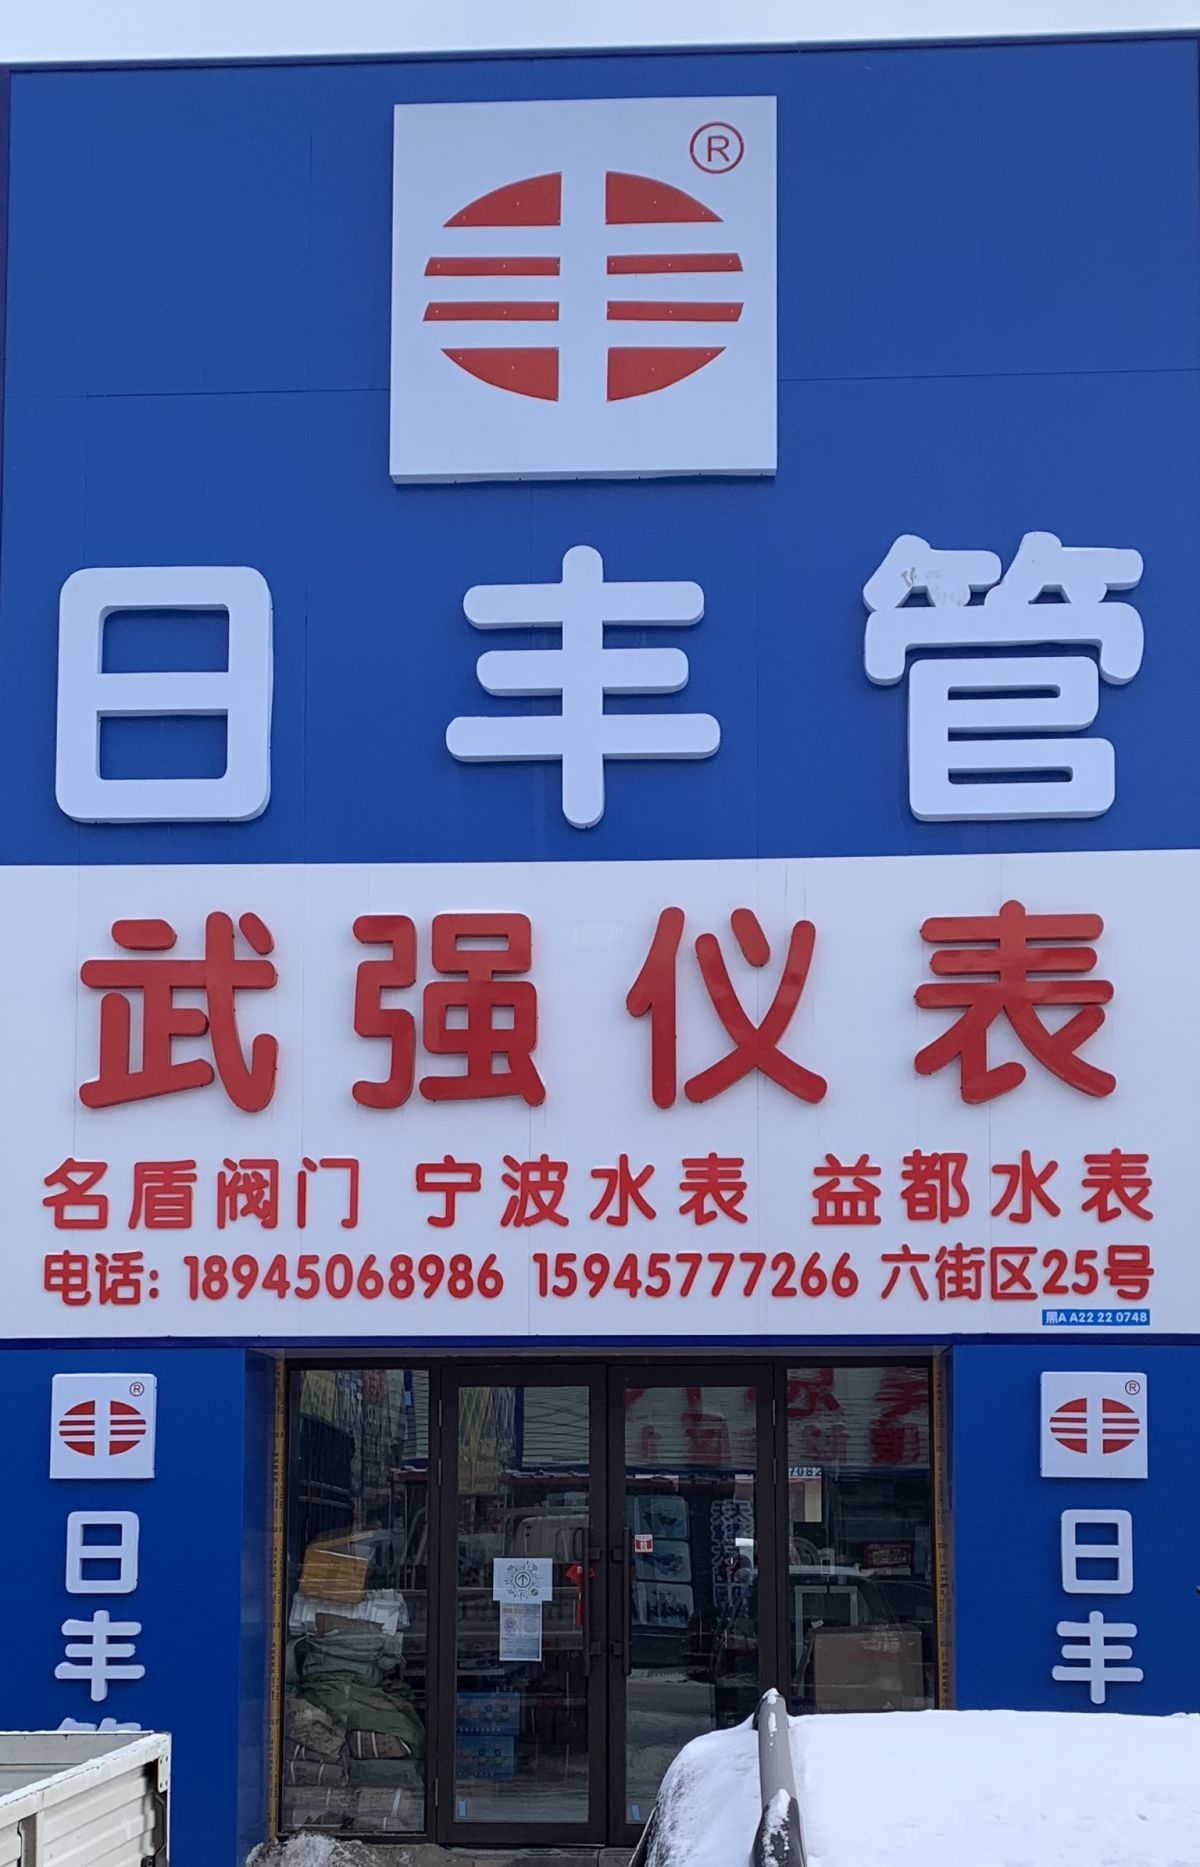 ®
日丰管
武强仪表
名盾阀门 宁波水表 益都水表
电话: 18945068986 15945777266 六街区25号
黑A A22 22 0748
®
日丰
®
日丰